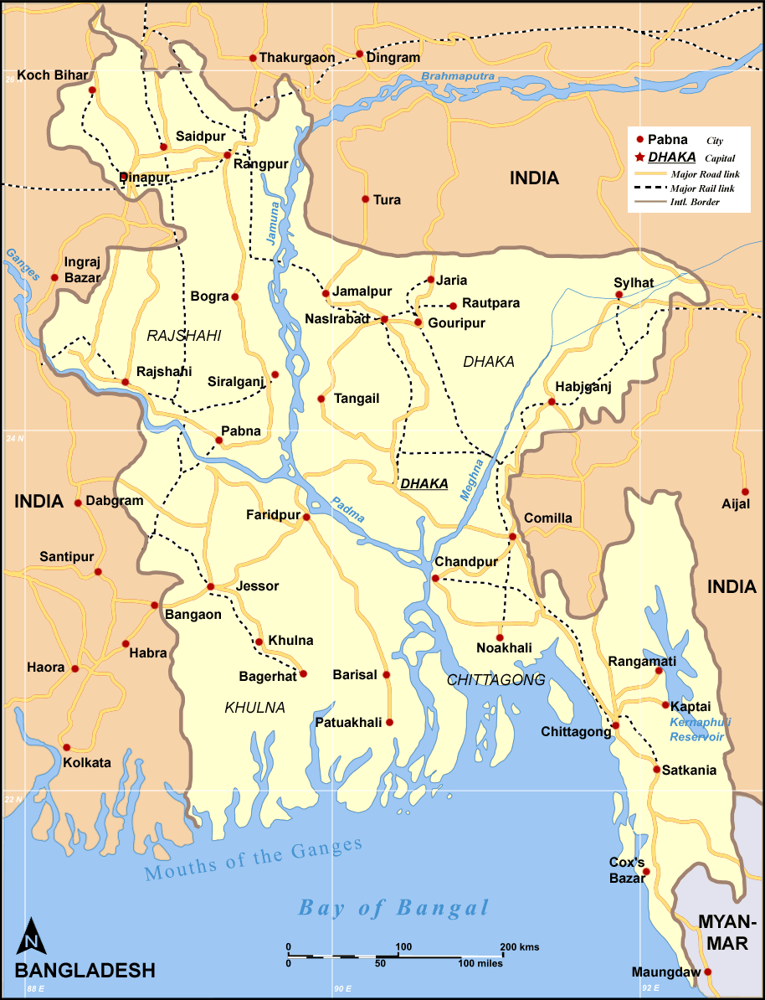 Thakurgaon
Dingram
26 N
Koch Bihar
Brahmaputra
Saidpur
Pabna City
DHAKA Capital
Major Road link
Major Rail link
Intl. Border
Rangpur
Dinapur
INDIA
Tura
Jamuna
Ganges
Ingraj
Bazar
Jaria
Sylhat
Bogra
Jamalpur
Rautpara
NasIrabad
Gouripur
RAJSHAHI
DHAKA
Rajshahi
Siralganj
Habjganj
Tangail
Pabna
24 N
DHAKA
Meghna
INDIA
Dabgram
Padma
Aijal
Faridpur
Comilla
Santipur
Chandpur
Jessor
INDIA
Bangaon
Khulna
Habra
Noakhali
Haora
Bagerhat
Barisal
Rangamati
CHITTAGONG
KHULNA
Kaptai
Patuakhali
Kernaphuli
Reservoir
Chittagong
Kolkata
Satkania
22 N
Mouths of the Ganges
Cox's
Bazar
Bay of Bangal
MYAN-
MAR
N
0 100 200 kms
0 50 100 miles
BANGLADESH
Maungdaw
88 E
90 E
92 E